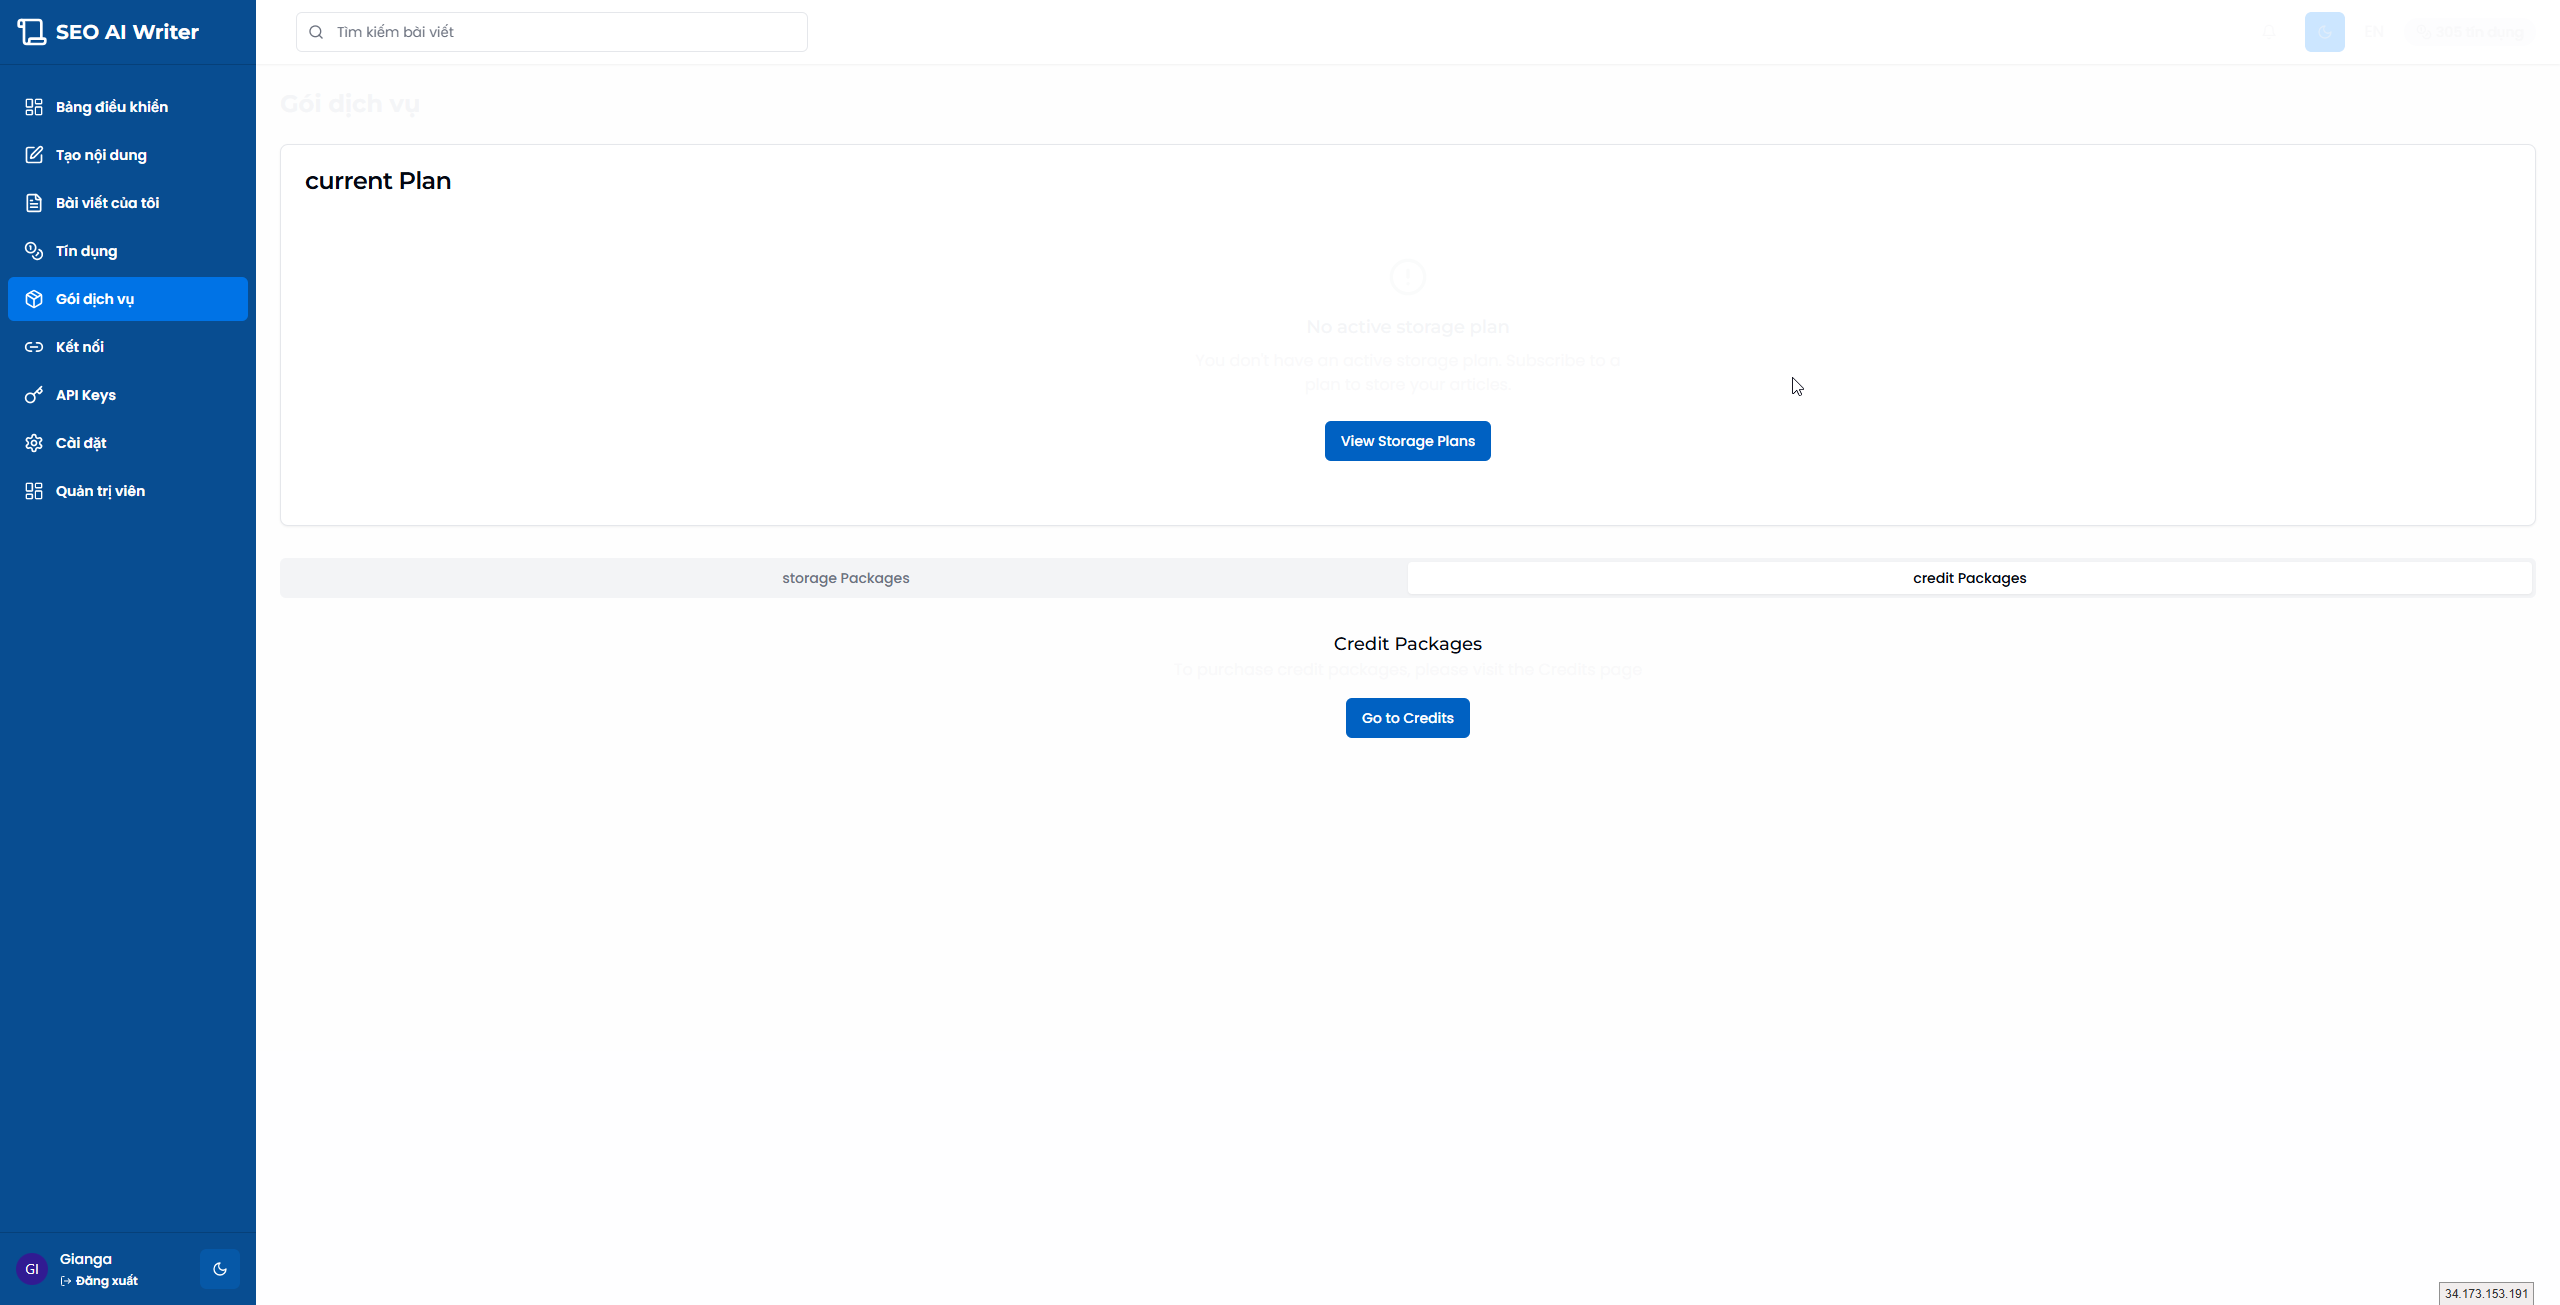 SEO AI Writer
Tìm kiếm bài viết
EN
Bảng điều khiển
Tạo nội dung
Bài viết của tôi
Tín dụng
Gói dịch vụ
Kết nối
API Keys
Cài đặt
Quản trị viên
Gói dịch vụ
current Plan
No active storage plan
You don't have an active storage plan. Subscribe to a
plan to store your articles.
View Storage Plans
storage Packages
credit Packages
Credit Packages
To purchase credit packages, please visit the Credits page
Go to Credits
GI
Gianga
Đăng xuất
34.173.153.191